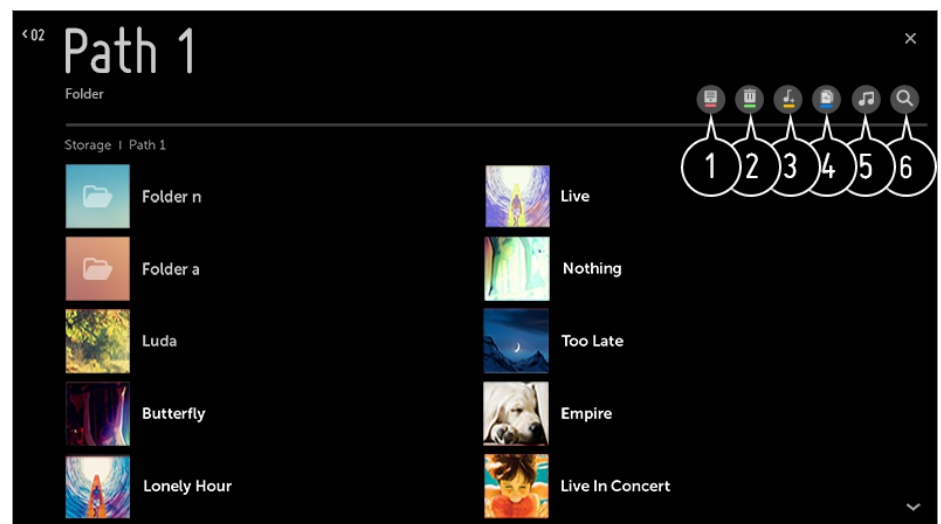 <02
Path 1
×
Folder
1 2 3 4 5 6
Storage I Path 1
Folder n
Live
Folder a
Nothing
Luda
Too Late
Butterfly
Empire
Lonely Hour
Live In Concert